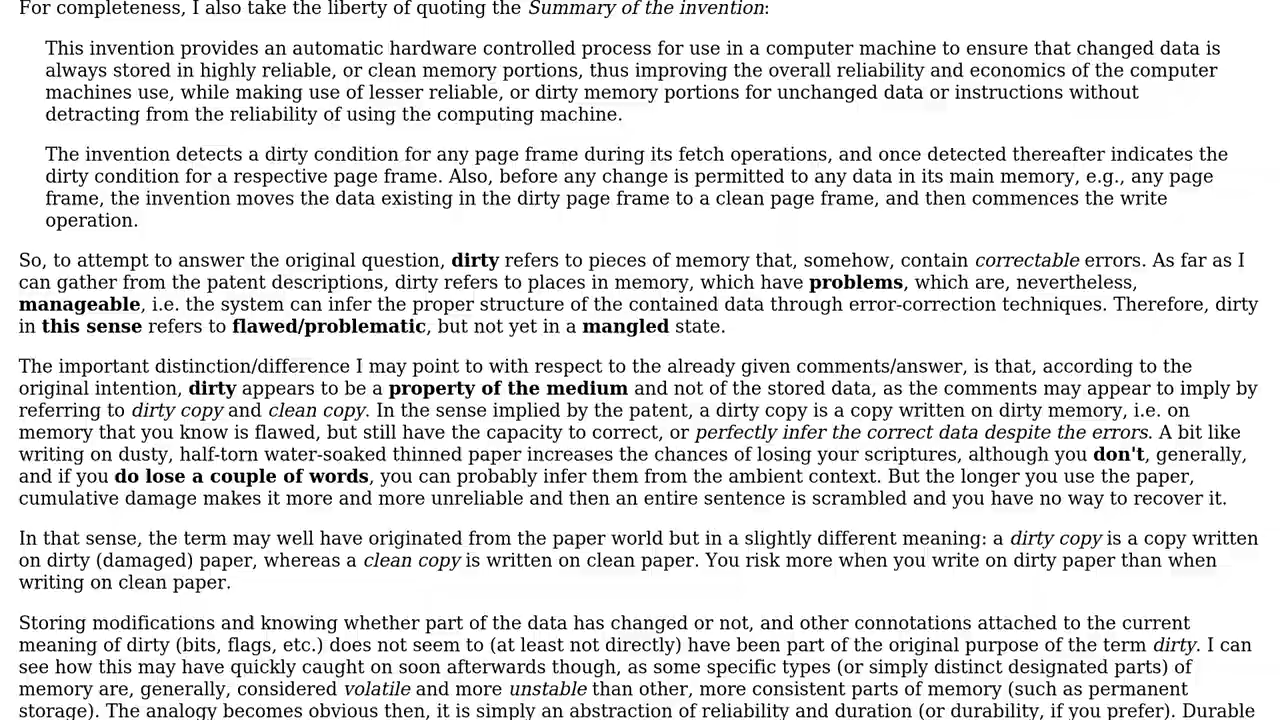 For completeness, I also take the liberty of quoting the Summary of the invention:
This invention provides an automatic hardware controlled process for use in a computer machine to ensure that changed data is
always stored in highly reliable, or clean memory portions, thus improving the overall reliability and economics of the computer
machines use, while making use of lesser reliable, or dirty memory portions for unchanged data or instructions without
detracting from the reliability of using the computing machine.
The invention detects a dirty condition for any page frame during its fetch operations, and once detected thereafter indicates the
dirty condition for a respective page frame. Also, before any change is permitted to any data in its main memory, e.g., any page
frame, the invention moves the data existing in the dirty page frame to a clean page frame, and then commences the write
operation.
So, to attempt to answer the original question, dirty refers to pieces of memory that, somehow, contain correctable errors. As far as I
can gather from the patent descriptions, dirty refers to places in memory, which have problems, which are, nevertheless,
manageable, i.e. the system can infer the proper structure of the contained data through error-correction techniques. Therefore, dirty
in this sense refers to flawed/problematic, but not yet in a mangled state.
The important distinction/difference I may point to with respect to the already given comments/answer, is that, according to the
original intention, dirty appears to be a property of the medium and not of the stored data, as the comments may appear to imply by
referring to dirty copy and clean copy. In the sense implied by the patent, a dirty copy is a copy written on dirty memory, i.e. on
memory that you know is flawed, but still have the capacity to correct, or perfectly infer the correct data despite the errors. A bit like
writing on dusty, half-torn water-soaked thinned paper increases the chances of losing your scriptures, although you don't, generally,
and if you do lose a couple of words, you can probably infer them from the ambient context. But the longer you use the paper,
cumulative damage makes it more and more unreliable and then an entire sentence is scrambled and you have no way to recover it.
In that sense, the term may well have originated from the paper world but in a slightly different meaning: a dirty copy is a copy written
on dirty (damaged) paper, whereas a clean copy is written on clean paper. You risk more when you write on dirty paper than when
writing on clean paper.
Storing modifications and knowing whether part of the data has changed or not, and other connotations attached to the current
meaning of dirty (bits, flags, etc.) does not seem to (at least not directly) have been part of the original purpose of the term dirty. I can
see how this may have quickly caught on soon afterwards though, as some specific types (or simply distinct designated parts) of
memory are, generally, considered volatile and more unstable than other, more consistent parts of memory (such as permanent
storage). The analogy becomes obvious then, it is simply an abstraction of reliability and duration (or durability, if you prefer). Durable